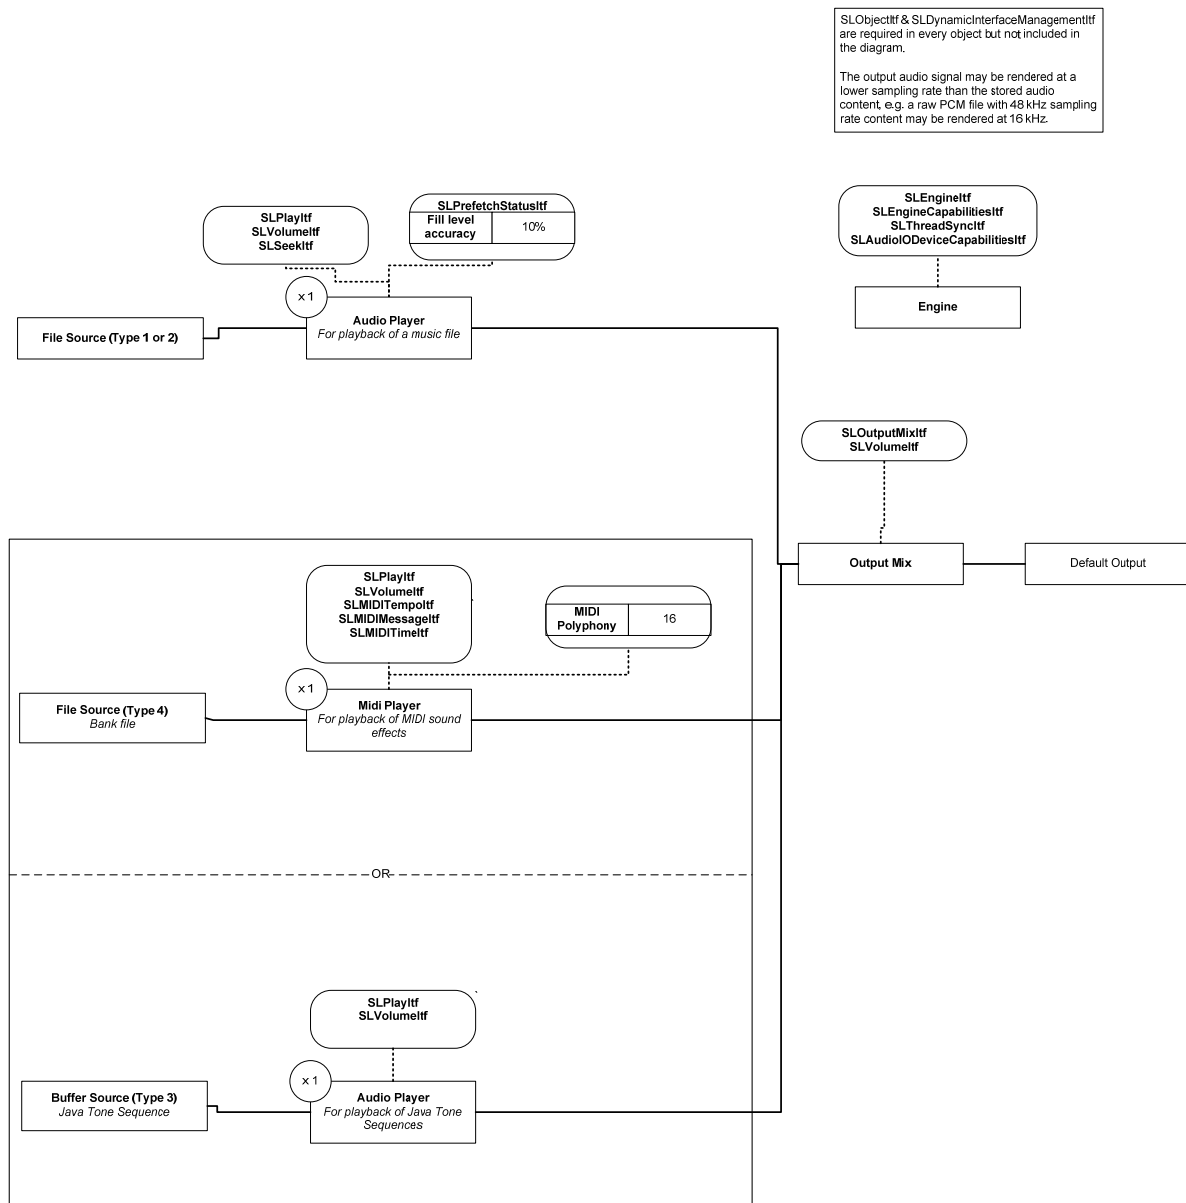 SLObjectItf & SLDynamicInterfaceManagementItf
are required in every object but not included in
the diagram.
The output audio signal may be rendered at a
lower sampling rate than the stored audio
content, e.g. a raw PCM file with 48 kHz sampling
rate content may be rendered at 16 kHz.
SLPlayItf
SLVolumeItf
SLSeekItf
SLPrefetchStatusItf
Fill level
accuracy
10%
SLEngineItf
SLEngineCapabilitiesItf
SLThreadSyncItf
SLAudioIODeviceCapabilitiesItf
x 1
File Source (Type 1 or 2)
Audio Player
For playback of a music file
Engine
SLOutputMixItf
SLVolumeItf
Output Mix
Default Output
SLPlayItf
SLVolumeItf
SLMIDITempoItf
SLMIDIMessageItf
SLMIDITimeItf
MIDI
Polyphony
16
x 1
File Source (Type 4)
Bank file
Midi Player
For playback of MIDI sound
effects
OR
SLPlayItf
SLVolumeItf
x 1
Buffer Source (Type 3)
Java Tone Sequence
Audio Player
For playback of Java Tone
Sequences